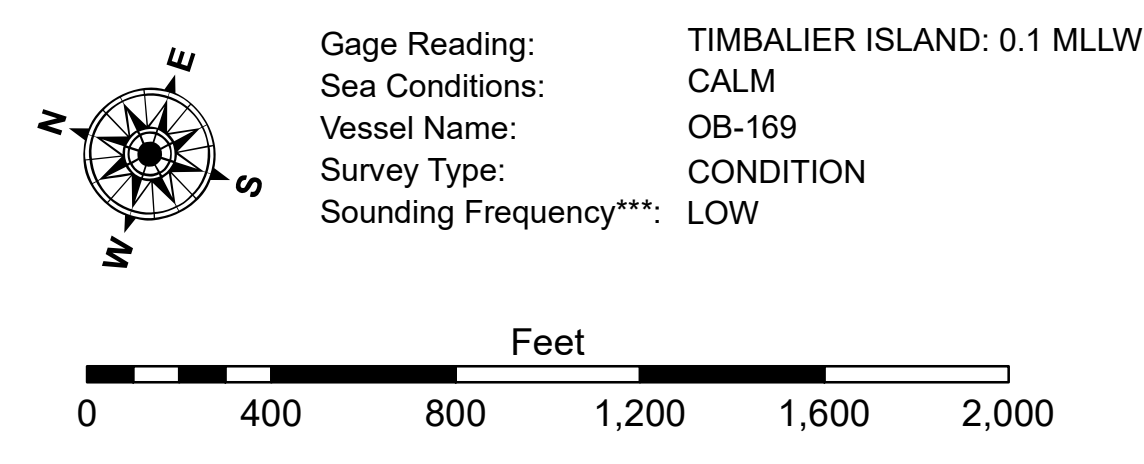 N
E
S
W
Gage Reading: TIMBALIER ISLAND: 0.1 MLLW
Sea Conditions: CALM
Vessel Name: OB-169
Survey Type: CONDITION
Sounding Frequency***: LOW
Feet
0 400 800 1,200 1,600 2,000